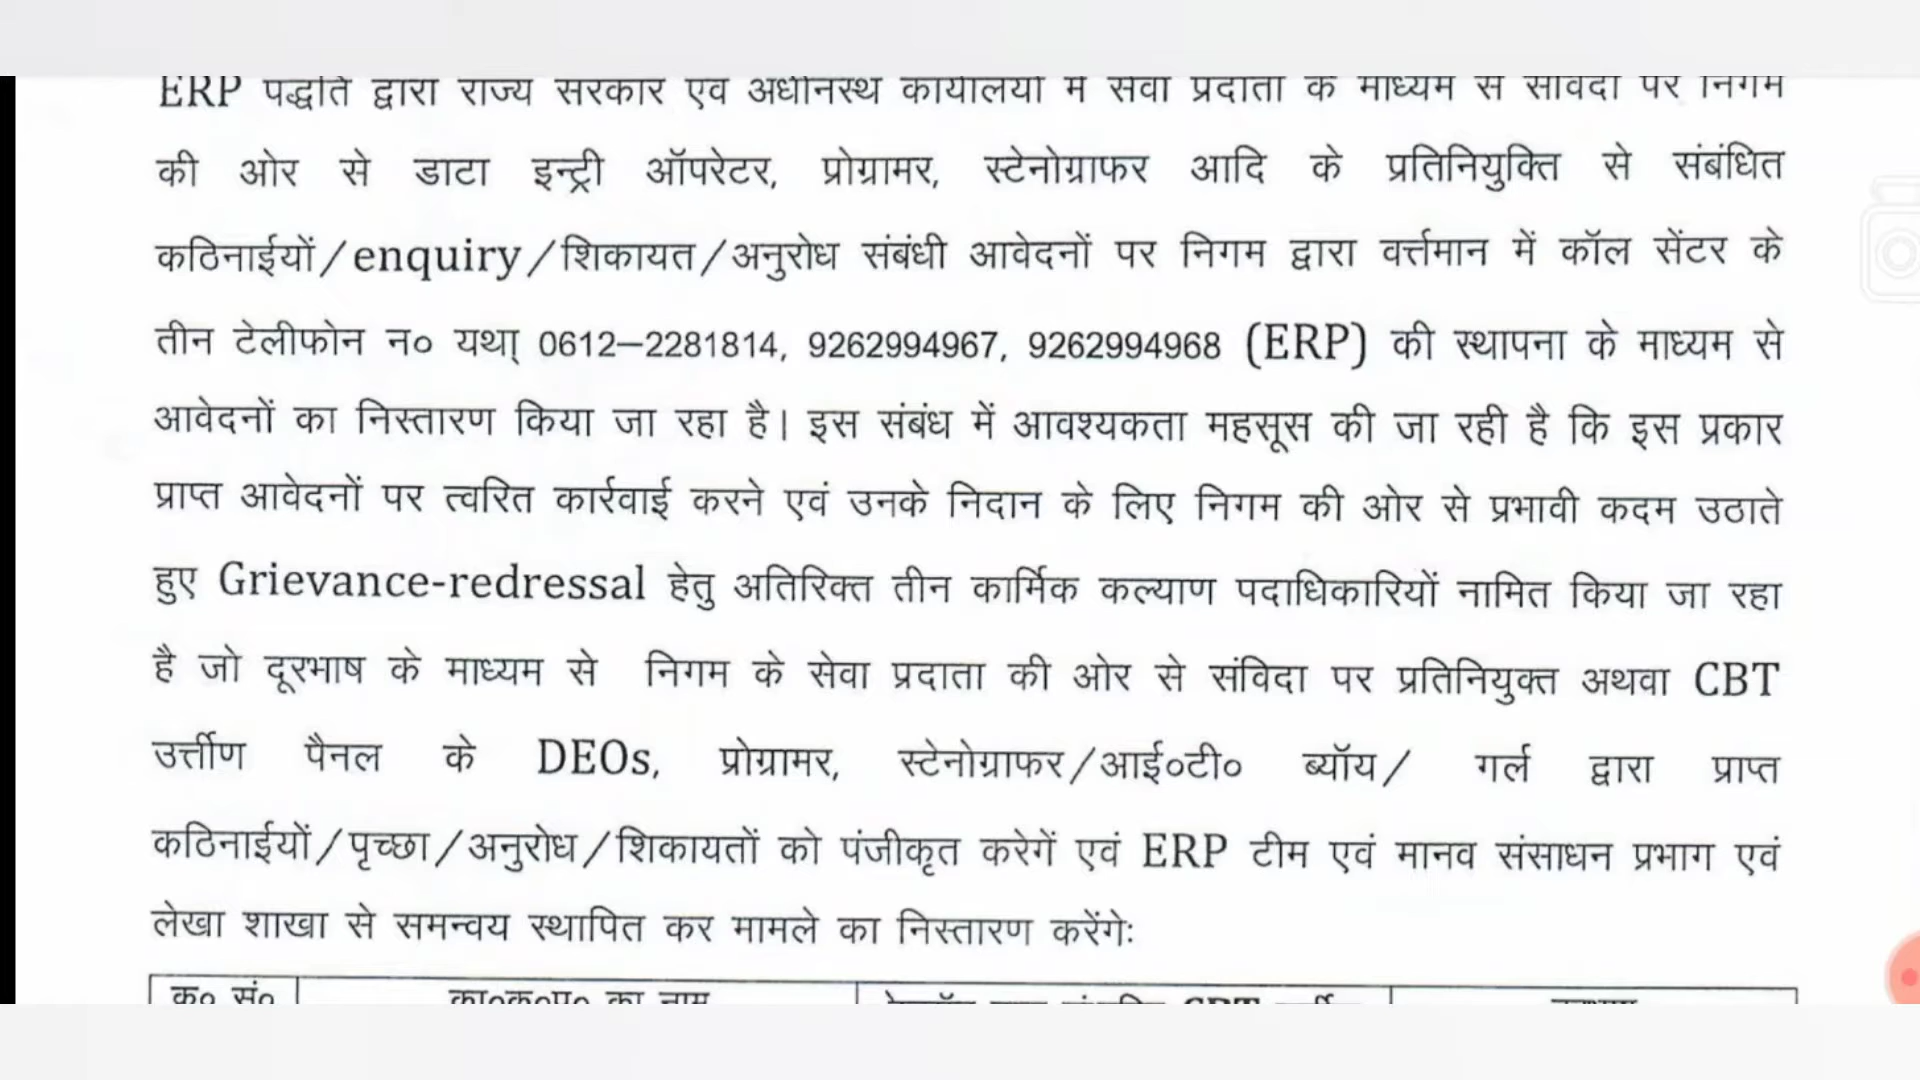 ERP पद्धति द्वारा राज्य सरकार एवं अधीनस्थ कार्यालयों में सेवा प्रदाता के माध्यम से संविदा पर निगम
की ओर से डाटा इन्ट्री ऑपरेटर, प्रोग्रामर, स्टेनोग्राफर आदि के प्रतिनियुक्ति से संबंधित
कठिनाईयों/enquiry/शिकायत/अनुरोध संबंधी आवेदनों पर निगम द्वारा वर्त्तमान में कॉल सेंटर के
तीन टेलीफोन न० यथा् 0612–2281814, 9262994967, 9262994968 (ERP) की स्थापना के माध्यम से
आवेदनों का निस्तारण किया जा रहा है। इस संबंध में आवश्यकता महसूस की जा रही है कि इस प्रकार
प्राप्त आवेदनों पर त्वरित कार्रवाई करने एवं उनके निदान के लिए निगम की ओर से प्रभावी कदम उठाते
हुए Grievance-redressal हेतु अतिरिक्त तीन कार्मिक कल्याण पदाधिकारियों नामित किया जा रहा
है जो दूरभाष के माध्यम से निगम के सेवा प्रदाता की ओर से संविदा पर प्रतिनियुक्त अथवा CBT
उर्त्तीण पैनल के DEOs, प्रोग्रामर, स्टेनोग्राफर/आई०टी० ब्यॉय/ गर्ल द्वारा प्राप्त
कठिनाईयों/पृच्छा/अनुरोध/शिकायतों को पंजीकृत करेगें एवं ERP टीम एवं मानव संसाधन प्रभाग एवं
लेखा शाखा से समन्वय स्थापित कर मामले का निस्तारण करेंगेः
क्र० सं० का०क०प० का नाम CBT